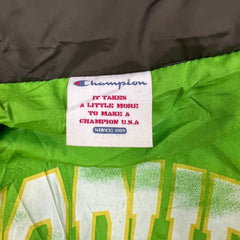 Champion
IT TAKES
A LITTLE MORE
TO MAKE A
CHAMPION U.S.A
SINCE 1919